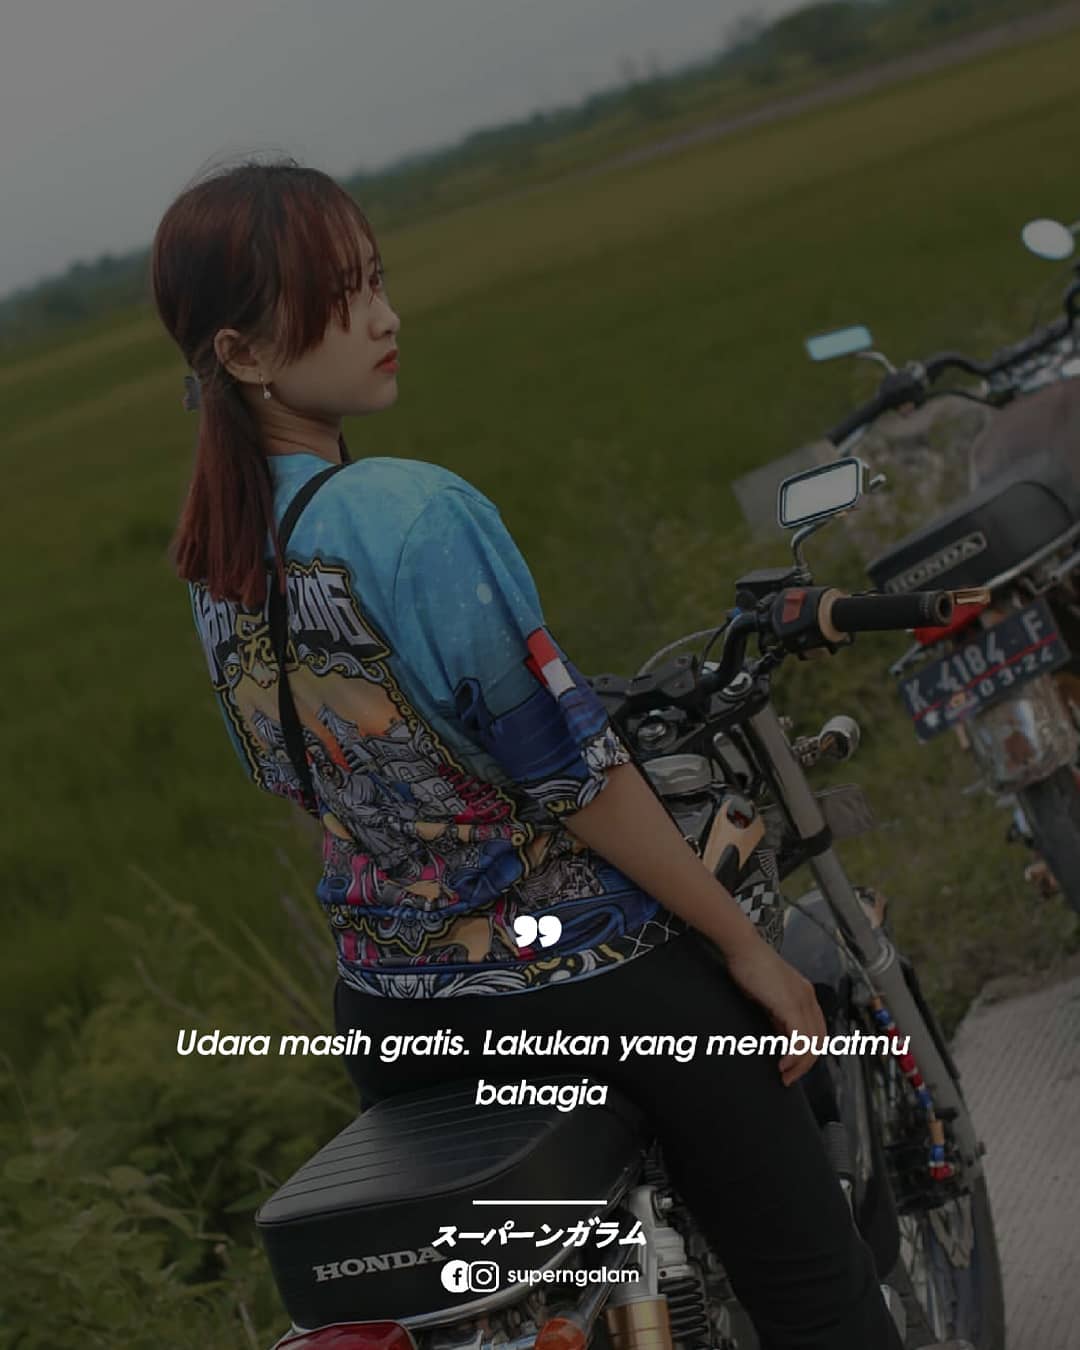 HONDA
K 4184 F
03·24
”
Udara masih gratis. Lakukan yang membuatmu
bahagia
スーパーンガラム
HONDA
superngalam